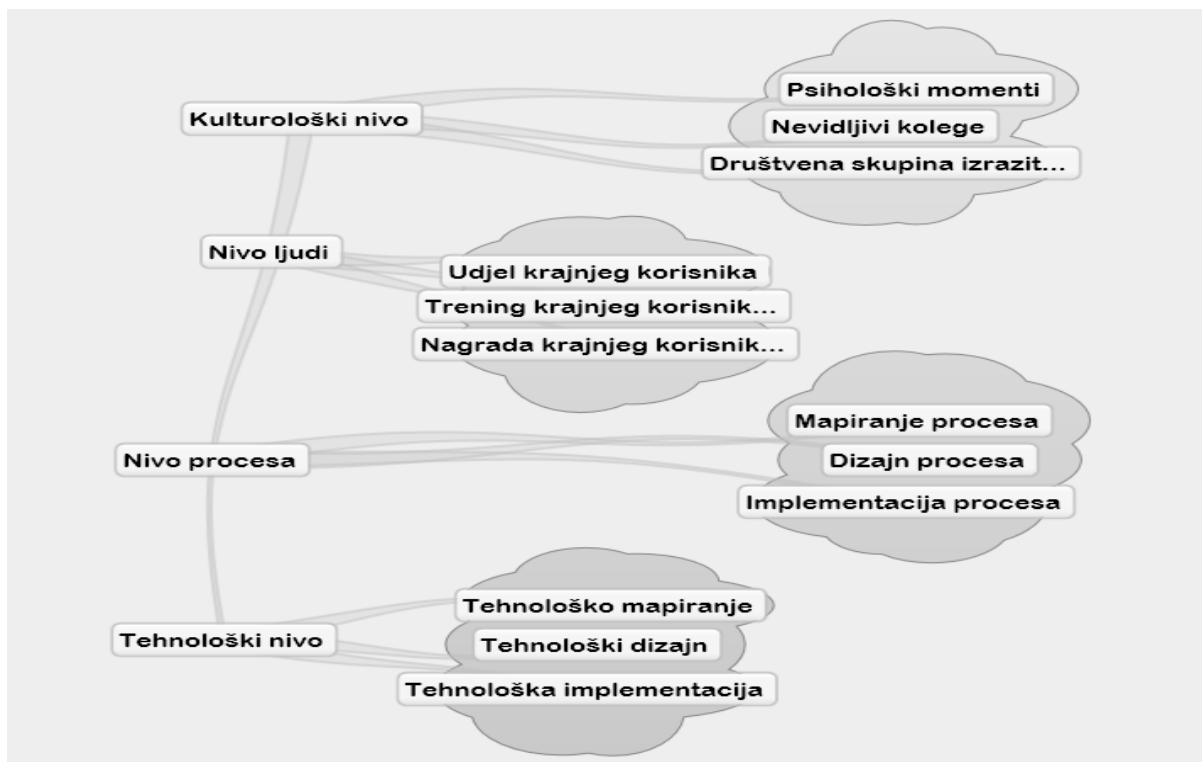 Kulturološki nivo
Psihološki momenti
Nevidljivi kolege
Društvena skupina izrazit...
Nivo ljudi
Udjel krajnjeg korisnika
Trening krajnjeg korisnik...
Nagrada krajnjeg korisnik...
Nivo procesa
Mapiranje procesa
Dizajn procesa
Implementacija procesa
Tehnološki nivo
Tehnološko mapiranje
Tehnološki dizajn
Tehnološka implementacija